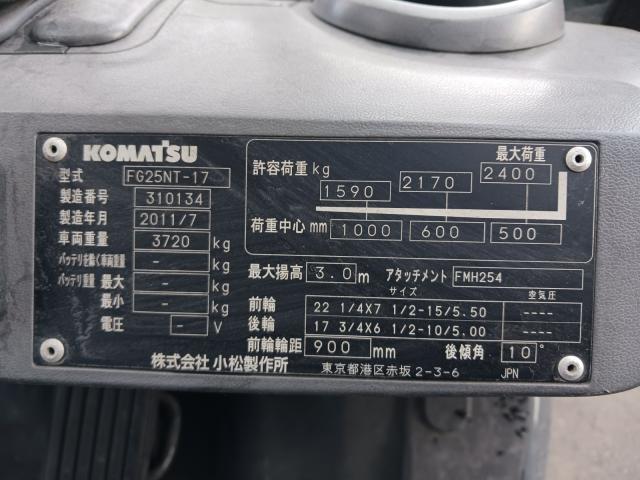 KOMATSU
型式 FG25NT-17
製造番号 310134
製造年月 2011/7
車両重量 3720 kg
バッテリを除く車両重量 - kg
バッテリ重量 最大 - kg
最小 - kg
電圧 - V
許容荷重 kg 1590 2170 最大荷重 2400
荷重中心 mm 1000 600 500
最大揚高 3.0 m アタッチメント FMH254
サイズ 空気圧
前輪 22 1/4X7 1/2-15/5.50 ----
後輪 17 3/4X6 1/2-10/5.00 ----
前輪輪距 900 mm 後傾角 10°
株式会社 小松製作所 東京都港区赤坂 2-3-6 JPN